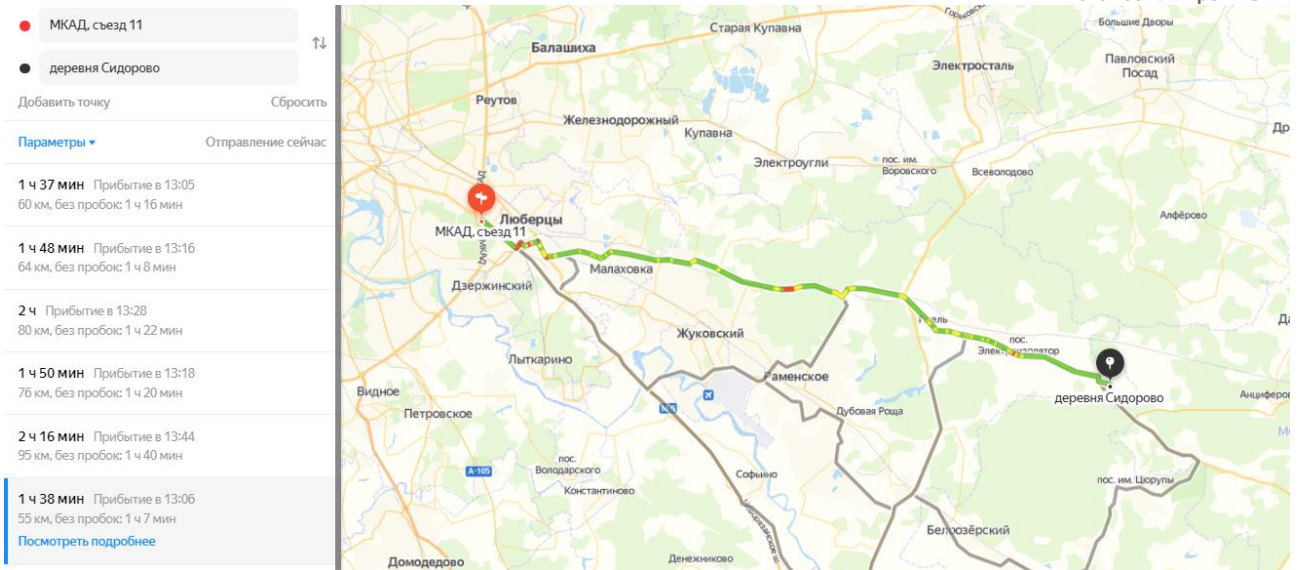 МКАД, съезд 11
деревня Сидорово
Добавить точку
Сбросить
Параметры
Отправление сейчас
1 ч 37 мин Прибытие в 13:05
60 км, без пробок: 1 ч 16 мин
1 ч 48 мин Прибытие в 13:16
64 км, без пробок: 1 ч 8 мин
2 ч Прибытие в 13:28
80 км, без пробок: 1 ч 22 мин
1 ч 50 мин Прибытие в 13:18
76 км, без пробок: 1 ч 20 мин
2 ч 16 мин Прибытие в 13:44
95 км, без пробок: 1 ч 40 мин
1 ч 38 мин Прибытие в 13:06
55 км, без пробок: 1 ч 7 мин
Посмотреть подробнее
Большие Дворы
Старая Купавна
Балашиха
Электросталь
Павловский
Посад
Реутов
Железнодорожный
Купавна
Электроугли
пос. им.
Воровского
Всеволодово
Люберцы
МКАД, съезд 11
МКАД
Алфёрово
Малаховка
Дзержинский
Жуковский
пос.
Лыткарино
Раменское
деревня Сидорово
Видное
Петровское
Дубовая Роща
А-105
пос.
Володарского
Константиново
Софьино
пос. им. Цюрупы
Белоозёрский
Денежниково
Домодедово